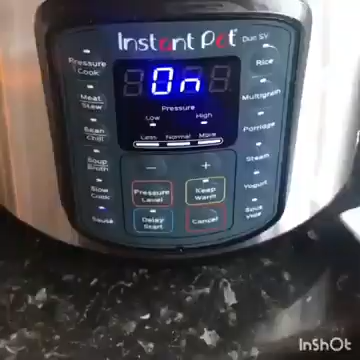 Instant Pot Duo SV
On
Pressure
Low High
Less Normal More
Pressure
Cook
Meat
Stew
Bean
Chili
Soup
Broth
Slow
Cook
Sauté
− +
Pressure
Level
Keep
Warm
Delay
Start
Cancel
Rice
Multigrain
Porridge
Steam
Yogurt
Sous
Vide
InShOt